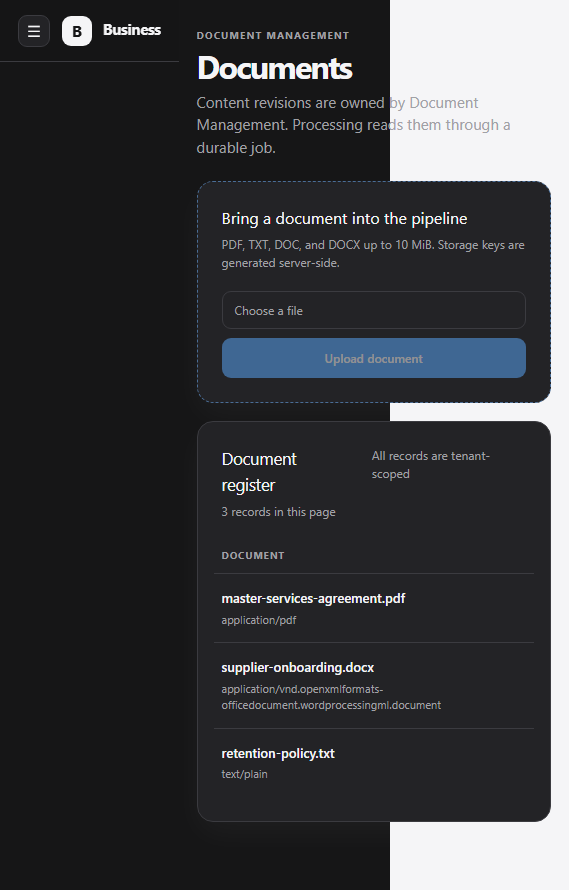 ☰ B Business
DOCUMENT MANAGEMENT
Documents
Content revisions are owned by Document
Management. Processing reads them through a
durable job.
Bring a document into the pipeline
PDF, TXT, DOC, and DOCX up to 10 MiB. Storage keys are
generated server-side.
Choose a file
Upload document
Document
register
3 records in this page
All records are tenant-
scoped
DOCUMENT
master-services-agreement.pdf
application/pdf
supplier-onboarding.docx
application/vnd.openxmlformats-
officedocument.wordprocessingml.document
retention-policy.txt
text/plain